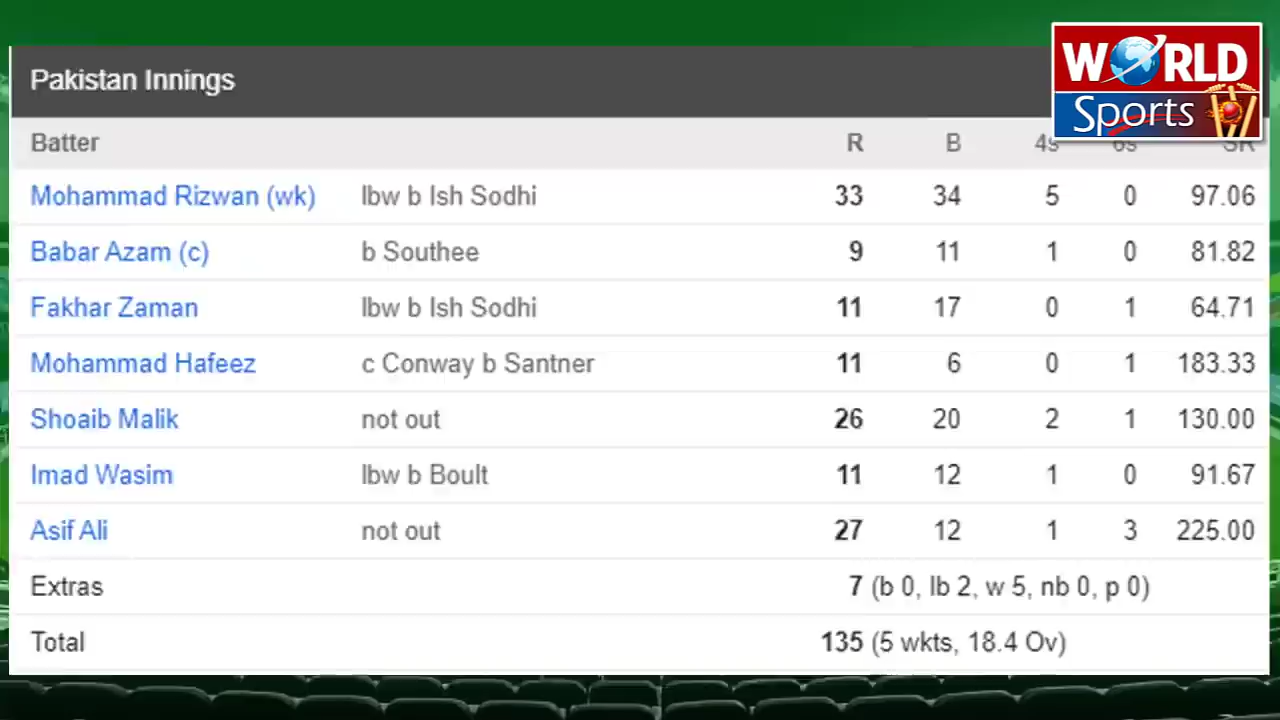 WORLD
Sports
Pakistan Innings
Batter R B 4s 6s SR
Mohammad Rizwan (wk) lbw b Ish Sodhi 33 34 5 0 97.06
Babar Azam (c) b Southee 9 11 1 0 81.82
Fakhar Zaman lbw b Ish Sodhi 11 17 0 1 64.71
Mohammad Hafeez c Conway b Santner 11 6 0 1 183.33
Shoaib Malik not out 26 20 2 1 130.00
Imad Wasim lbw b Boult 11 12 1 0 91.67
Asif Ali not out 27 12 1 3 225.00
Extras 7 (b 0, lb 2, w 5, nb 0, p 0)
Total 135 (5 wkts, 18.4 Ov)